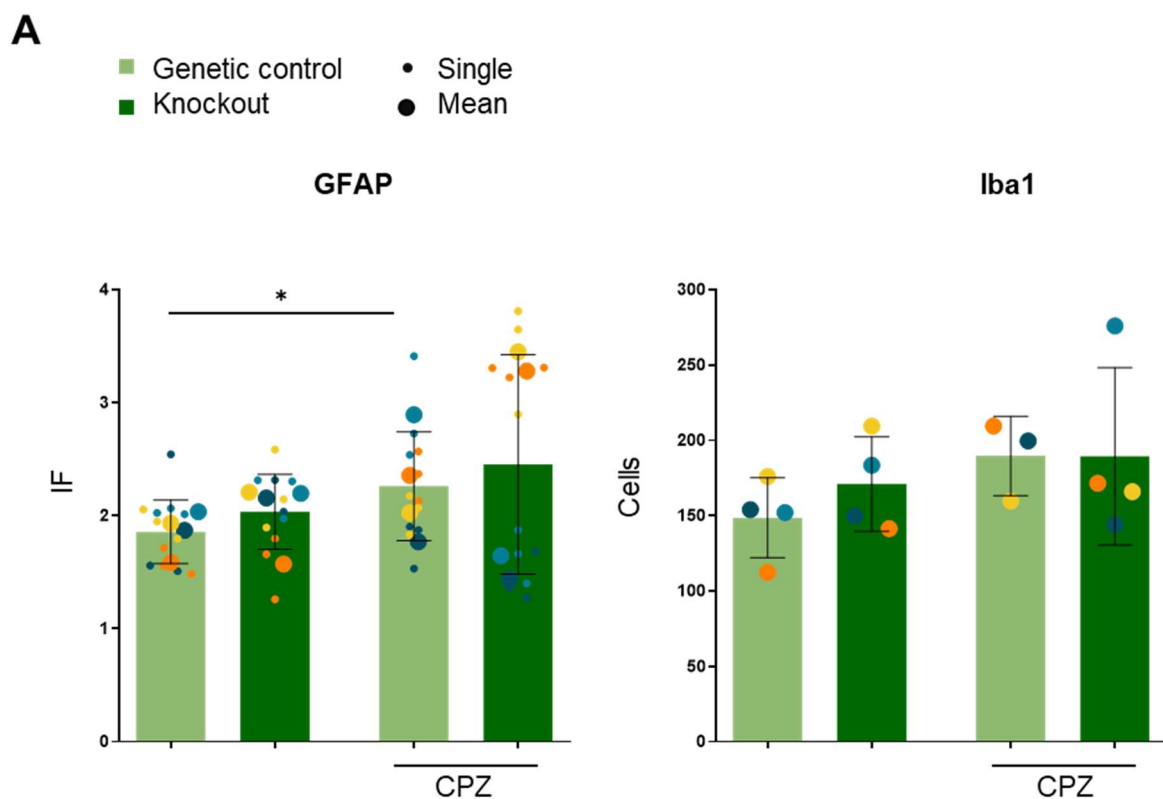 A
Genetic control
Single
Knockout
Mean
GFAP
IF
4
3
2
1
0
*
CPZ
Iba1
Cells
300
250
200
150
100
50
0
CPZ